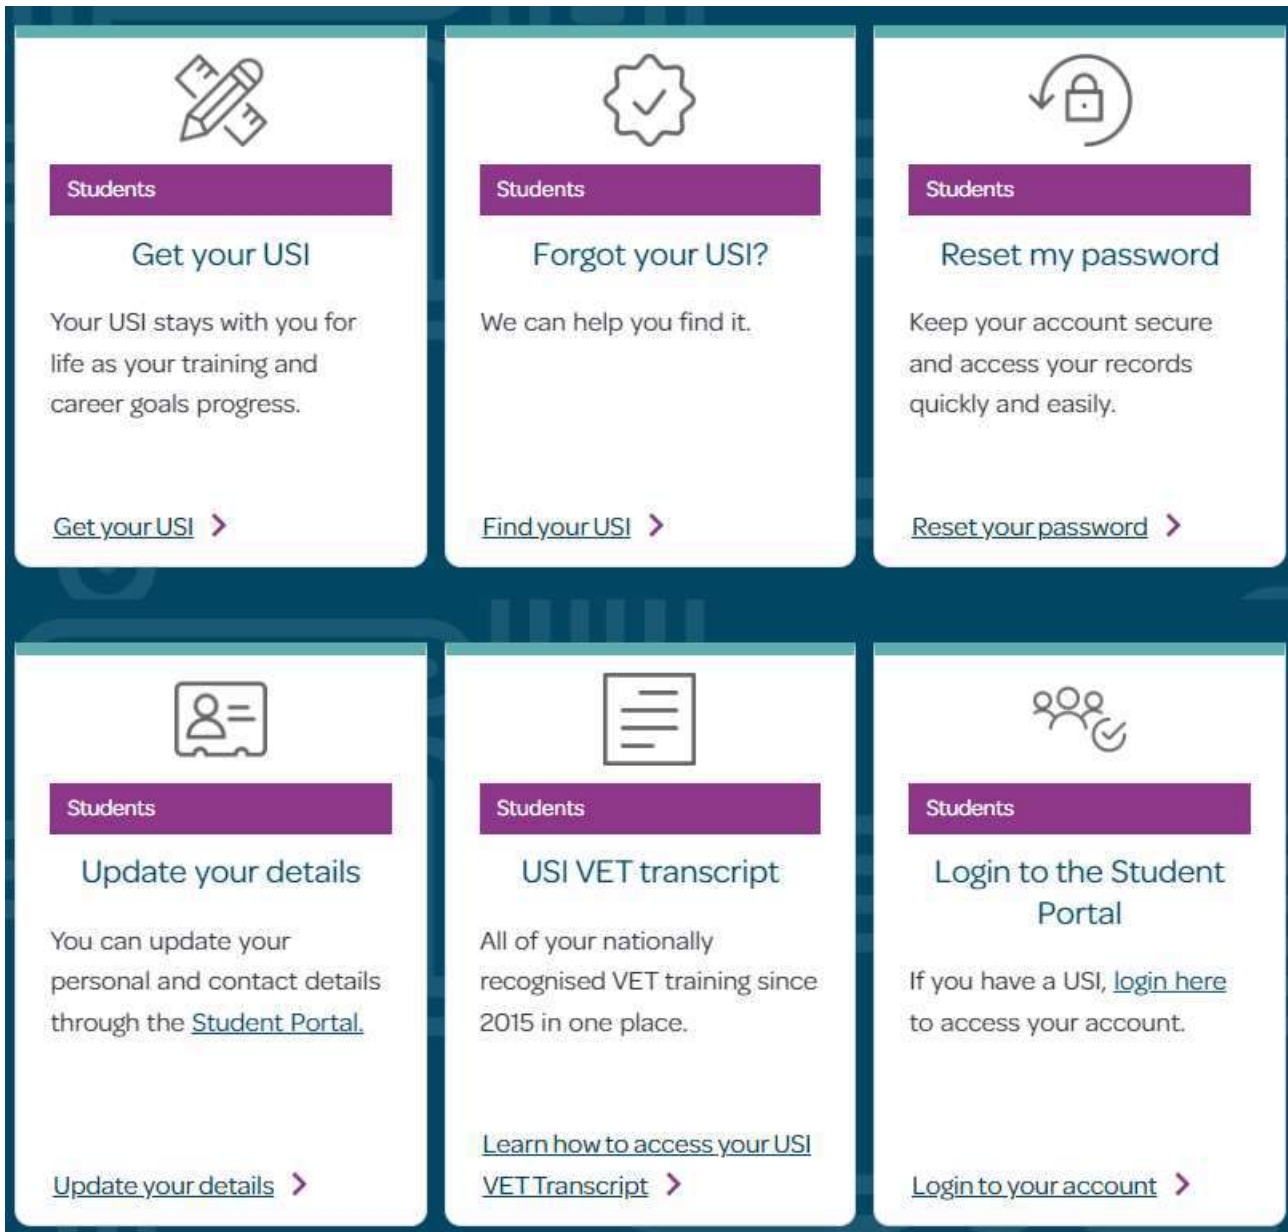 Students
Get your USI
Your USI stays with you for
life as your training and
career goals progress.
Get your USI
Students
Forgot your USI?
We can help you find it.
Find your USI
Students
Reset my password
Keep your account secure
and access your records
quickly and easily.
Reset your password
Students
Update your details
You can update your
personal and contact details
through the Student Portal.
Update your details
Students
USI VET transcript
All of your nationally
recognised VET training since
2015 in one place.
Learn how to access your USI
VET Transcript
Students
Login to the Student
Portal
If you have a USI, login here
to access your account.
Login to your account